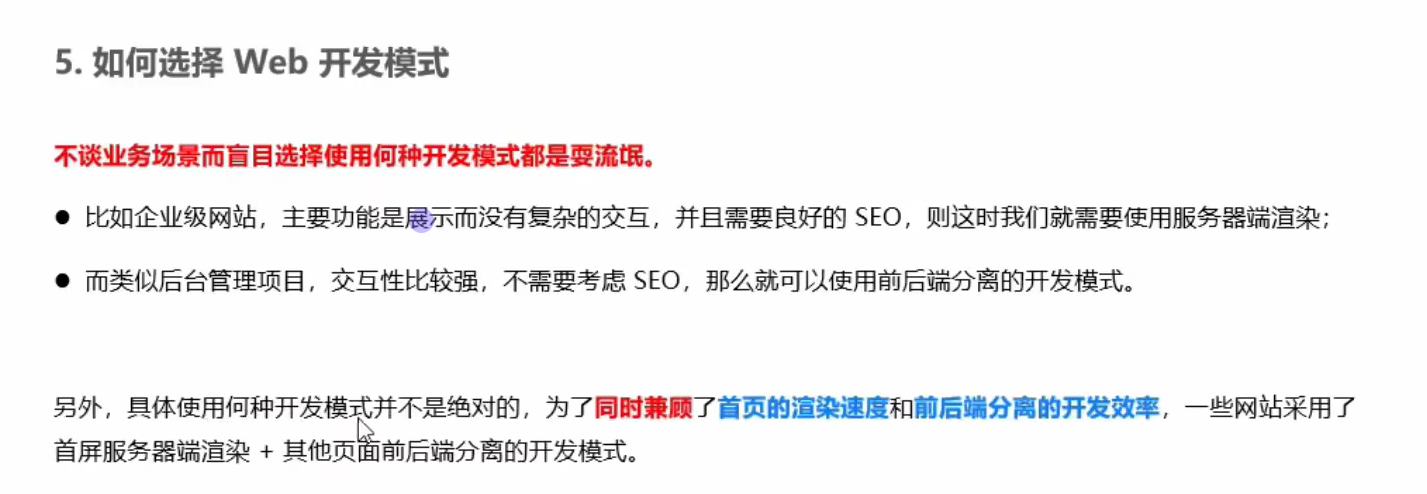 5. 如何选择 Web 开发模式
不谈业务场景而盲目选择使用何种开发模式都是耍流氓。
● 比如企业级网站，主要功能是展示而没有复杂的交互，并且需要良好的 SEO，则这时我们就需要使用服务器端渲染；
● 而类似后台管理项目，交互性比较强，不需要考虑 SEO，那么就可以使用前后端分离的开发模式。
另外，具体使用何种开发模式并不是绝对的，为了同时兼顾了首页的渲染速度和前后端分离的开发效率，一些网站采用了
首屏服务器端渲染 + 其他页面前后端分离的开发模式。